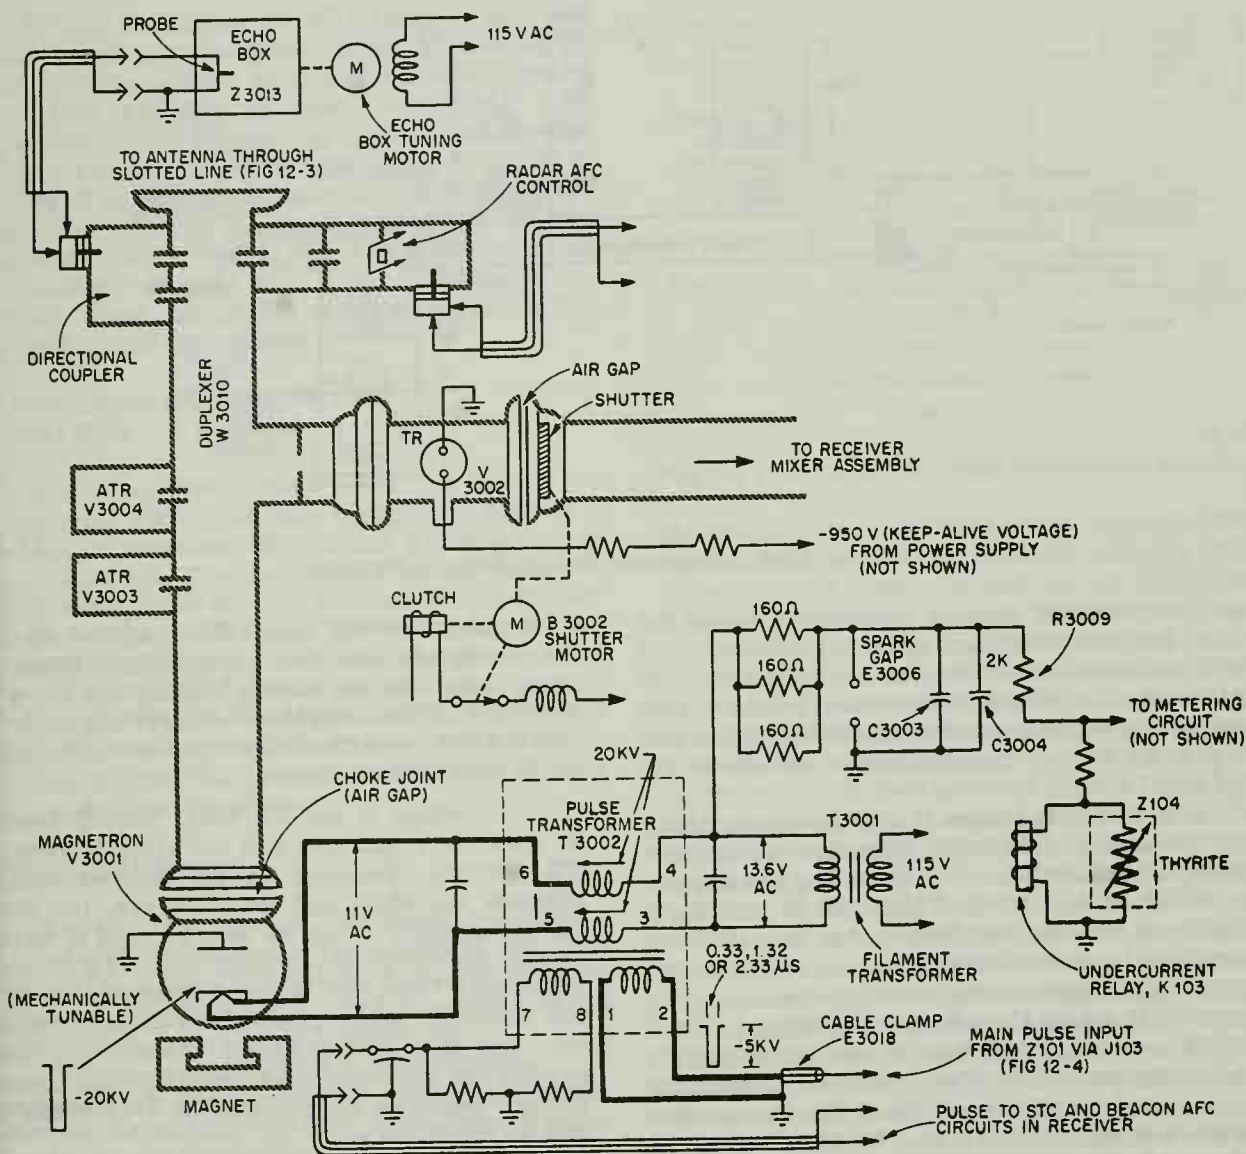 PROBE
ECHO
BOX
Z3013
M
115 V AC
ECHO
BOX TUNING
MOTOR
TO ANTENNA THROUGH
SLOTTED LINE (FIG 12-3)
RADAR AFC
CONTROL
DIRECTIONAL
COUPLER
DUPLEXER
W 3010
AIR GAP
SHUTTER
TR
V
3002
TO RECEIVER
MIXER ASSEMBLY
ATR
V3004
ATR
V3003
-950 V (KEEP-ALIVE VOLTAGE)
FROM POWER SUPPLY
(NOT SHOWN)
CLUTCH
M
B 3002
SHUTTER
MOTOR
160Ω
160Ω
160Ω
SPARK
GAP
E3006
2K
R3009
C3003
C3004
TO METERING
CIRCUIT
(NOT SHOWN)
CHOKE JOINT
(AIR GAP)
20KV
PULSE
TRANSFORMER
T 3002
MAGNETRON
V3001
6
4
5
3
11V
AC
13.6V
AC
T3001
115 V
AC
Z104
THYRITE
FILAMENT
TRANSFORMER
UNDERCURRENT
RELAY, K 103
0.33, 1.32
OR 2.33 µS
(MECHANICALLY
TUNABLE)
7
8
1
2
-5KV
CABLE CLAMP
E3018
MAIN PULSE INPUT
FROM Z101 VIA J103
(FIG 12-4)
-20KV
MAGNET
PULSE TO STC AND BEACON AFC
CIRCUITS IN RECEIVER